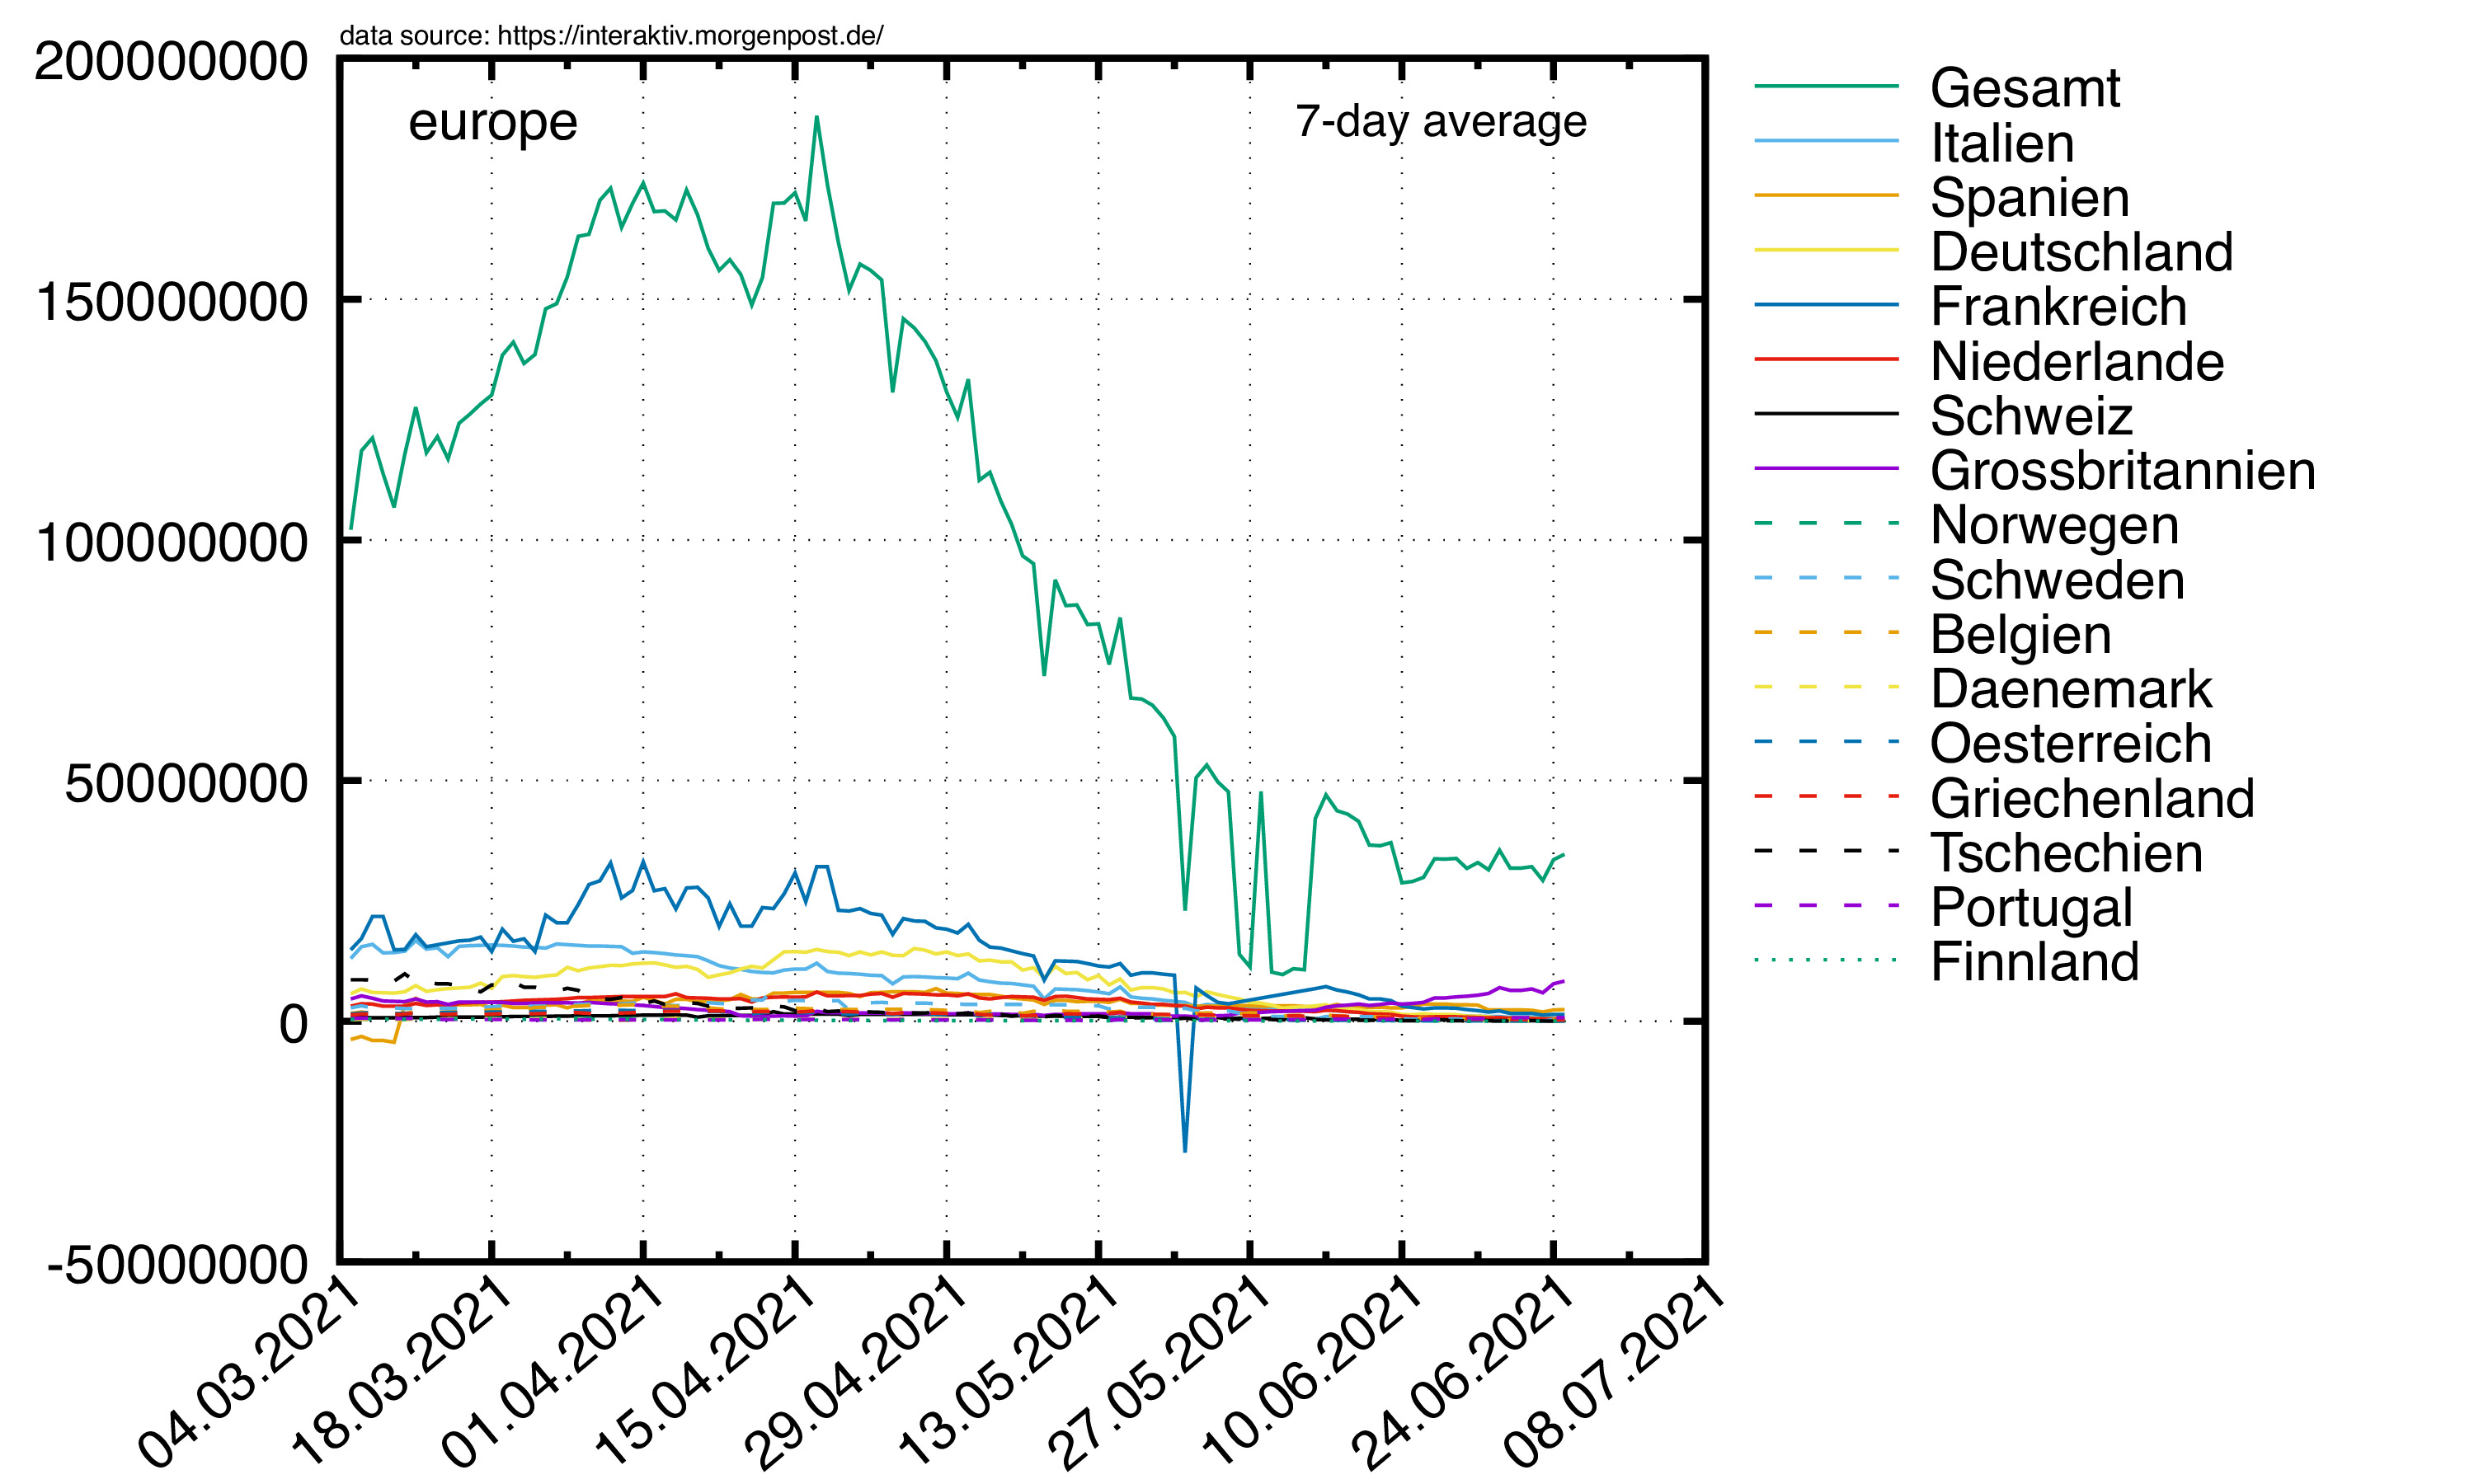 data source: https://interaktiv.morgenpost.de/
europe
7-day average
200000000
150000000
100000000
50000000
0
-50000000
04.03.2021
18.03.2021
01.04.2021
15.04.2021
29.04.2021
13.05.2021
27.05.2021
10.06.2021
24.06.2021
08.07.2021
Gesamt
Italien
Spanien
Deutschland
Frankreich
Niederlande
Schweiz
Grossbritannien
Norwegen
Schweden
Belgien
Daenemark
Oesterreich
Griechenland
Tschechien
Portugal
Finnland